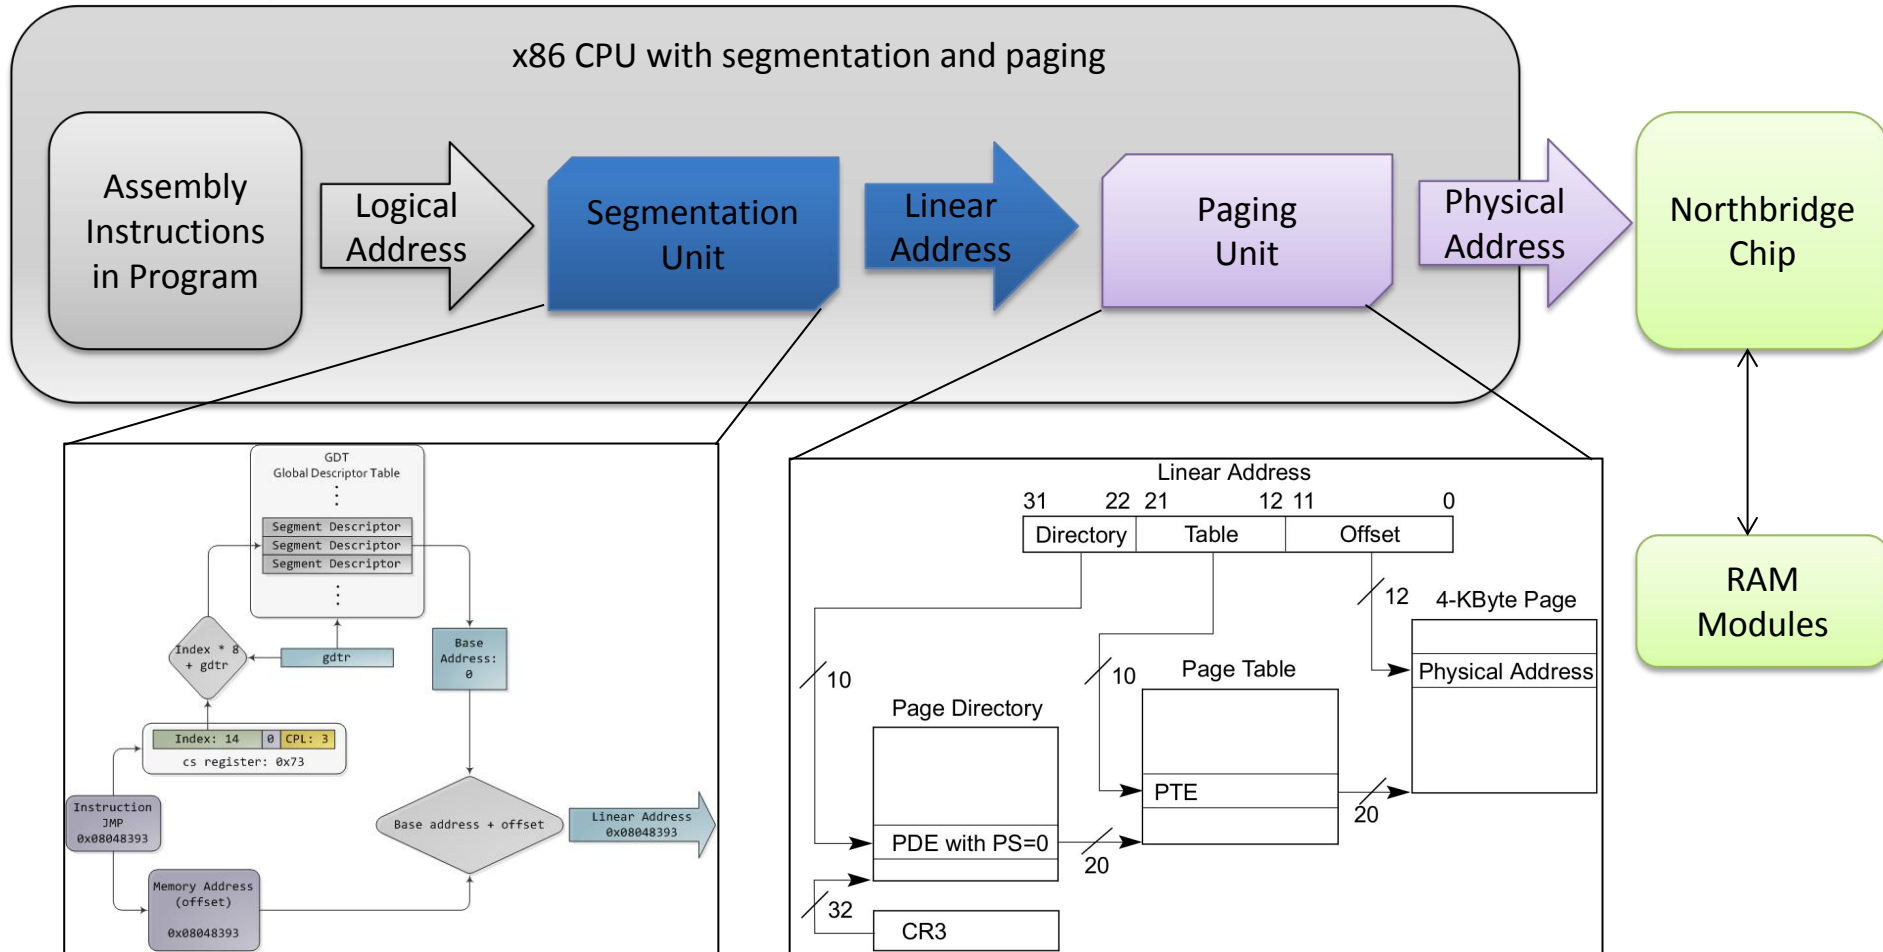 x86 CPU with segmentation and paging
Assembly
Instructions
in Program
Logical
Address
Segmentation
Unit
Linear
Address
Paging
Unit
Physical
Address
Northbridge
Chip
RAM
Modules
GDT
Global Descriptor Table
Segment Descriptor
Segment Descriptor
Segment Descriptor
Index * 8
+ gdtr
gdtr
Base
Address:
0
Index: 14 0 CPL: 3
cs register: 0x73
Instruction
JMP
0x08048393
Base address + offset
Linear Address
0x08048393
Memory Address
(offset)
0x08048393
Linear Address
31 22 21 12 11 0
Directory Table Offset
12
4-KByte Page
Physical Address
10
10
Page Table
PTE
20
Page Directory
PDE with PS=0
20
32
CR3